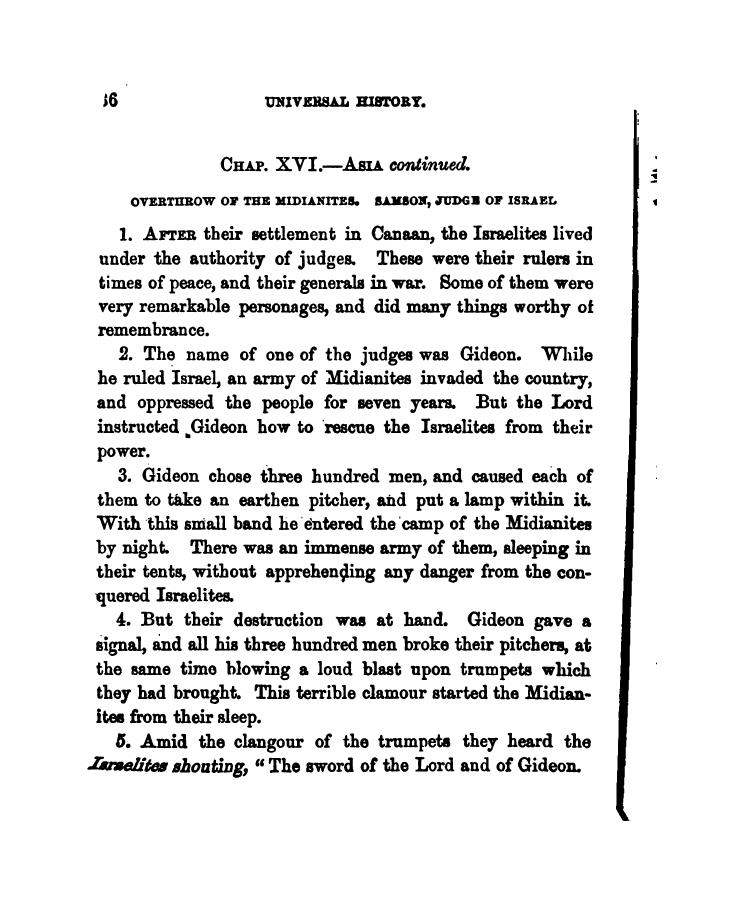 36 UNIVERSAL HISTORY.
CHAP. XVI.—ASIA continued.
OVERTHROW OF THE MIDIANITES. SAMSON, JUDGE OF ISRAEL
1. AFTER their settlement in Canaan, the Israelites lived
under the authority of judges. These were their rulers in
times of peace, and their generals in war. Some of them were
very remarkable personages, and did many things worthy of
remembrance.
2. The name of one of the judges was Gideon. While
he ruled Israel, an army of Midianites invaded the country,
and oppressed the people for seven years. But the Lord
instructed Gideon how to rescue the Israelites from their
power.
3. Gideon chose three hundred men, and caused each of
them to take an earthen pitcher, and put a lamp within it.
With this small band he entered the camp of the Midianites
by night. There was an immense army of them, sleeping in
their tents, without apprehending any danger from the con-
quered Israelites.
4. But their destruction was at hand. Gideon gave a
signal, and all his three hundred men broke their pitchers, at
the same time blowing a loud blast upon trumpets which
they had brought. This terrible clamour started the Midian-
ites from their sleep.
5. Amid the clangour of the trumpets they heard the
Israelites shouting, “ The sword of the Lord and of Gideon.